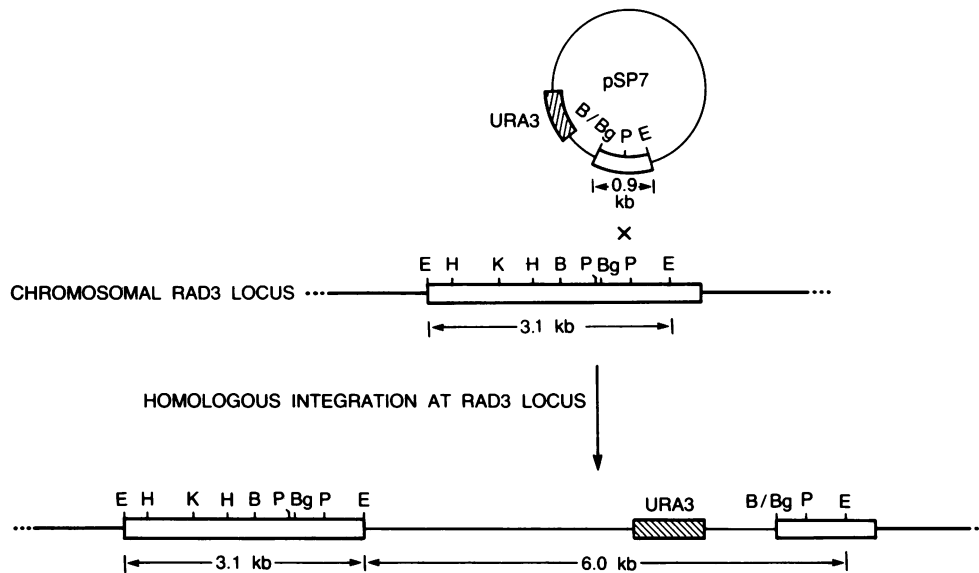 pSP7
URA3
B/Bg P E
0.9
kb
×
E H K H B P Bg P E
CHROMOSOMAL RAD3 LOCUS
3.1 kb
HOMOLOGOUS INTEGRATION AT RAD3 LOCUS
E H K H B P Bg P E URA3 B/Bg P E
3.1 kb 6.0 kb